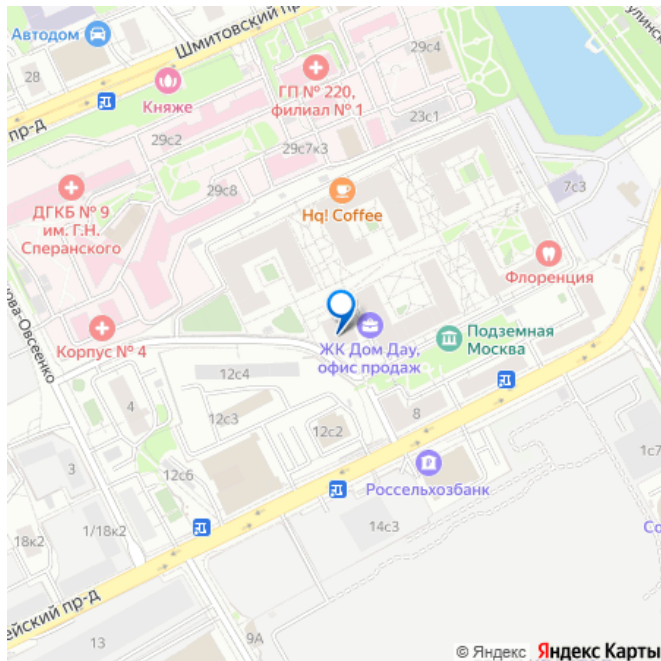 Автодом
Шмитовский пр-
улинск
28
29с4
ГП № 220,
филиал № 1
Княже
23с1
пр-д
29с2
29с7к3
29с8
7с3
ДГКБ № 9
им. Г.Н.
Сперанского
Hq! Coffee
Флоренция
кова-Овсеенко
Корпус № 4
ЖК Дом Дау,
офис продаж
Подземная
Москва
12с4
4
12с3
8
12с2
1с7
3
12с6
Россельхозбанк
Со
14с3
1/18к2
18к2
ейский пр-д
13
9А
© Яндекс Яндекс Карты